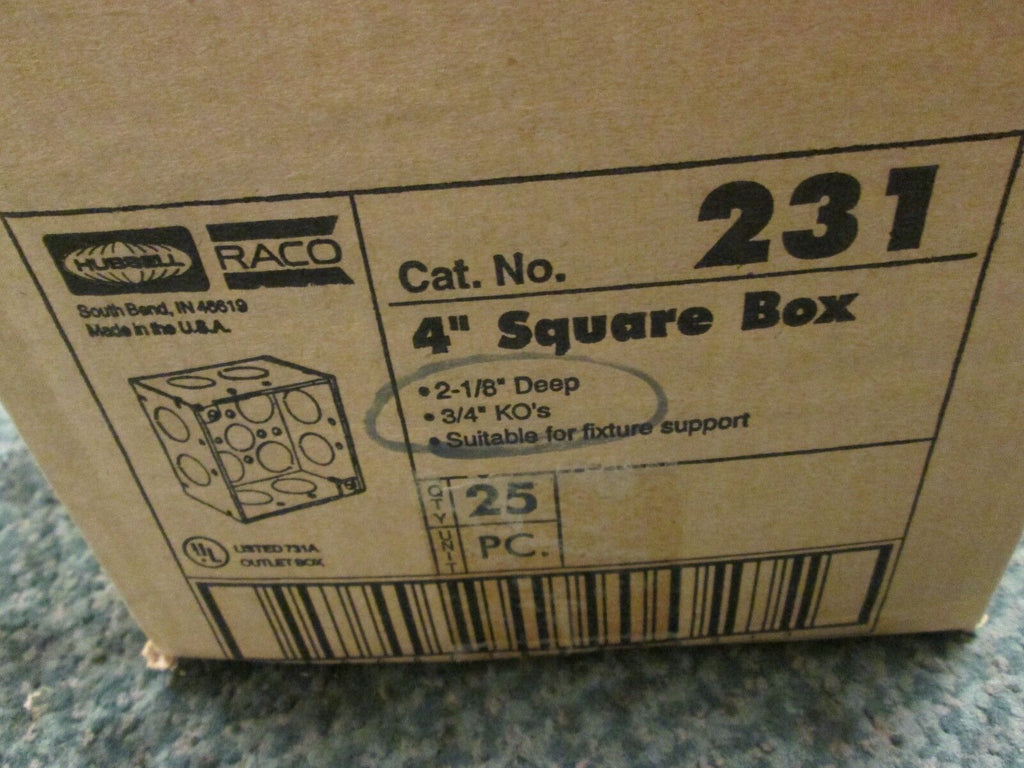 HUBBELL
RACO
South Bend, IN 46619
Made in the U.S.A.
Cat. No. 231
4" Square Box
• 2-1/8" Deep
• 3/4" KO's
• Suitable for fixture support
QTY 25
UNIT PC.
UL LISTED 731A
OUTLET BOX